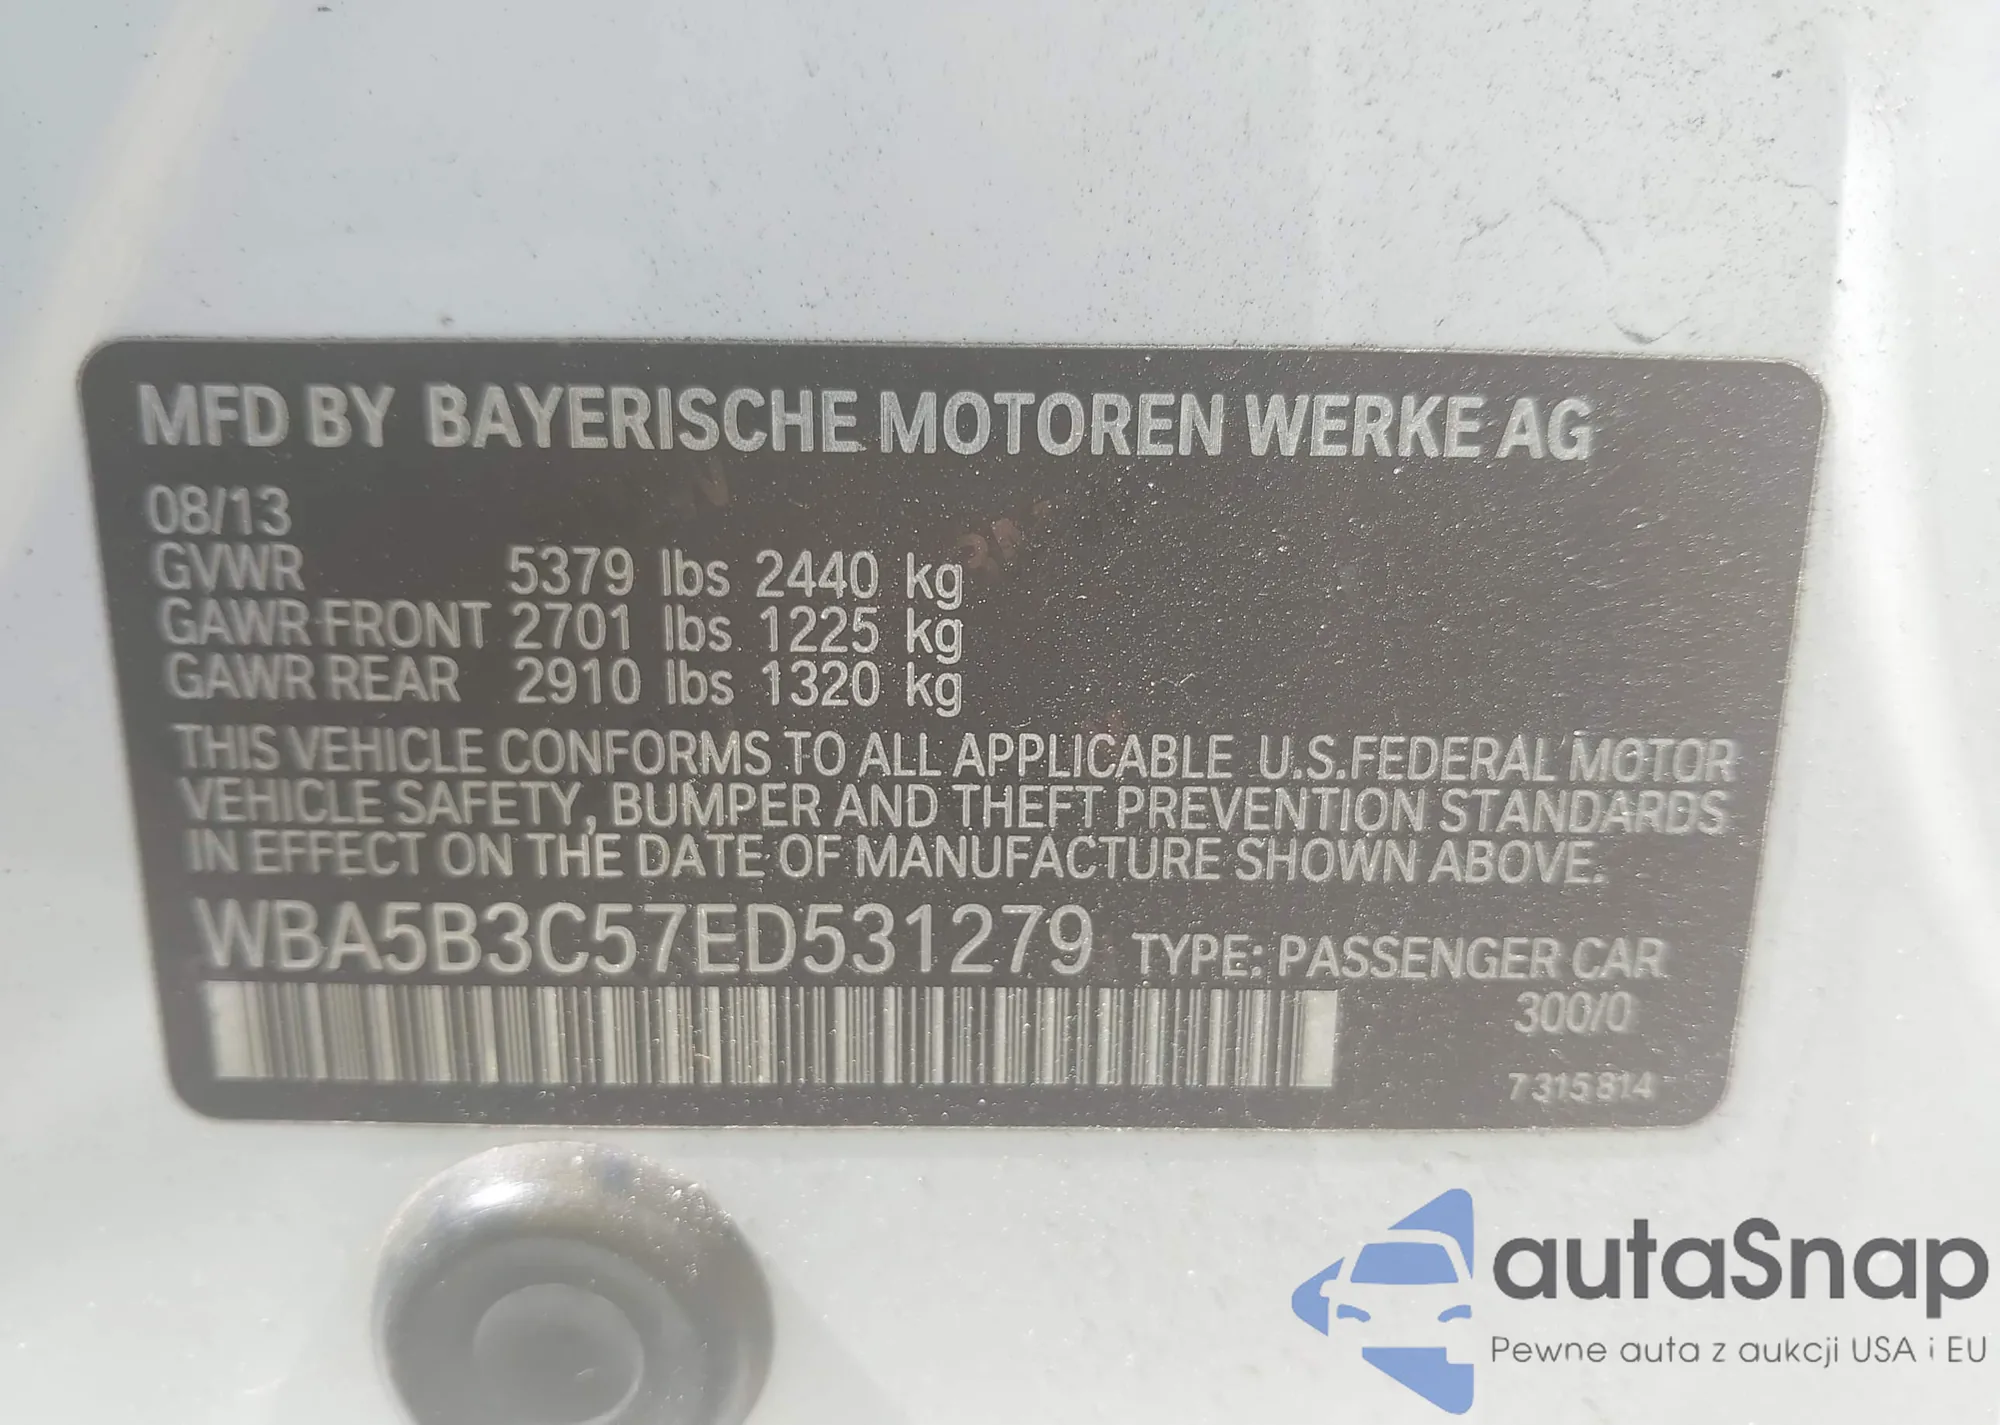 MFD BY BAYERISCHE MOTOREN WERKE AG
08/13
GVWR 5379 lbs 2440 kg
GAWR FRONT 2701 lbs 1225 kg
GAWR REAR 2910 lbs 1320 kg
THIS VEHICLE CONFORMS TO ALL APPLICABLE U.S.FEDERAL MOTOR
VEHICLE SAFETY, BUMPER AND THEFT PREVENTION STANDARDS
IN EFFECT ON THE DATE OF MANUFACTURE SHOWN ABOVE.
WBA5B3C57ED531279 TYPE: PASSENGER CAR
300/0
7315814
autaSnap
Pewne auta z aukcji USA i EU